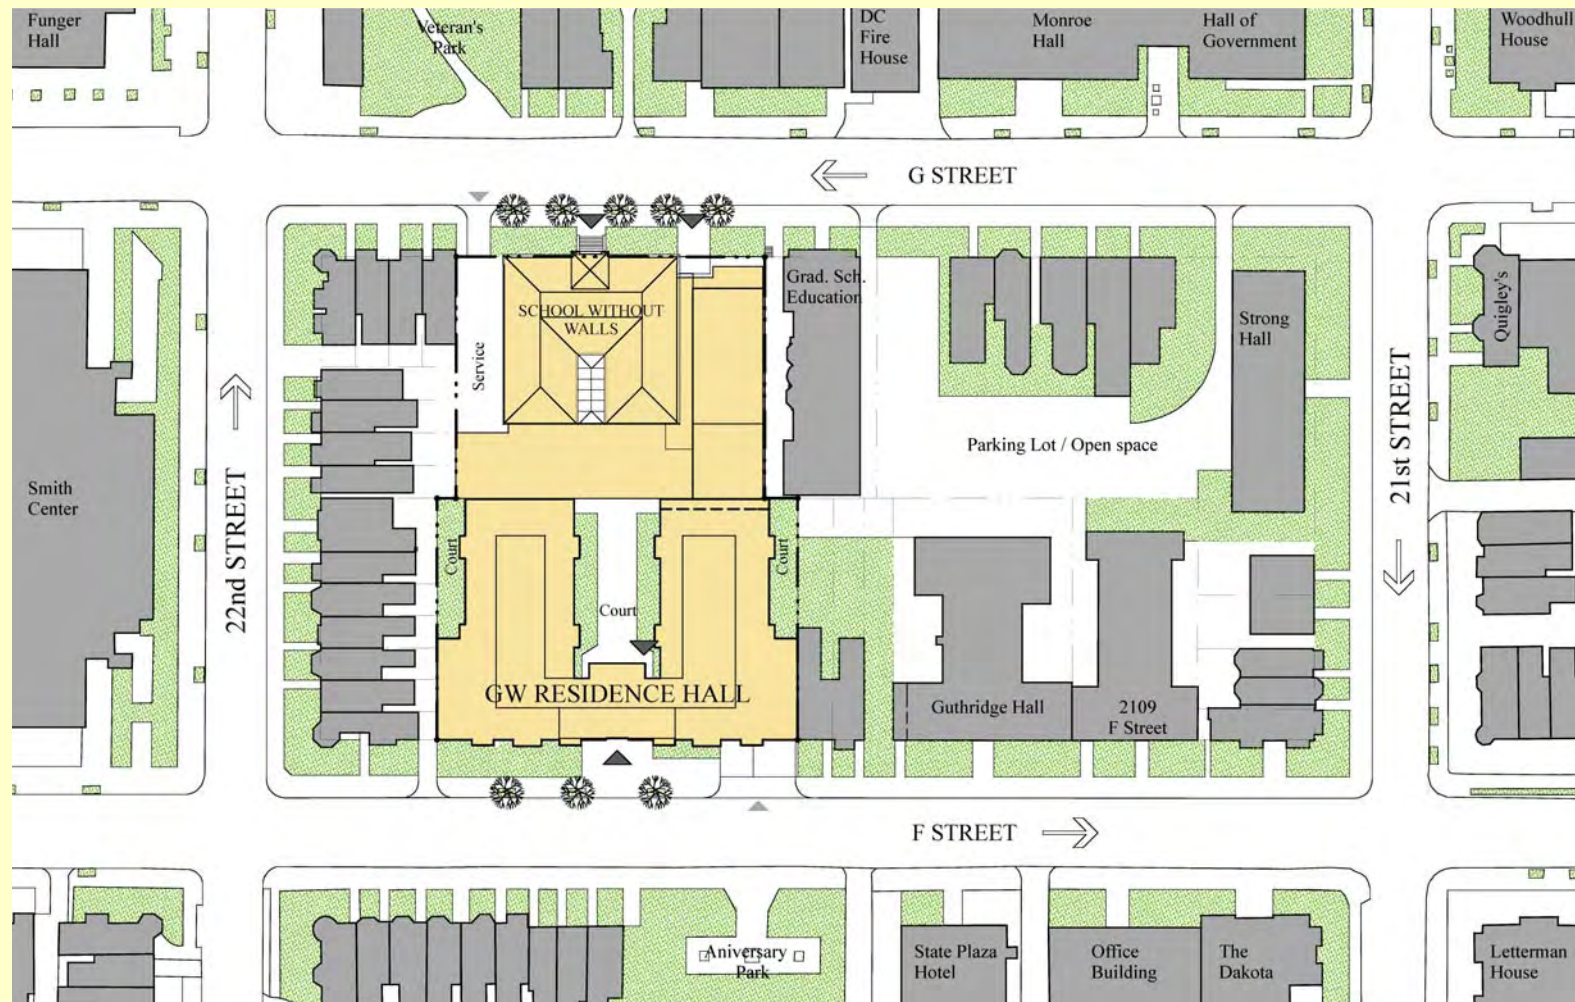 Funger
Hall
Veteran's
Park
DC
Fire
House
Monroe
Hall
Hall of
Government
Woodhull
House
G STREET
Grad. Sch.
Education
SCHOOL WITHOUT
WALLS
Service
Strong
Hall
Quigley's
22nd STREET
21st STREET
Parking Lot / Open space
Smith
Center
Court
Court
Court
GW RESIDENCE HALL
Guthridge Hall
2109
F Street
F STREET
Aniversary
Park
State Plaza
Hotel
Office
Building
The
Dakota
Letterman
House